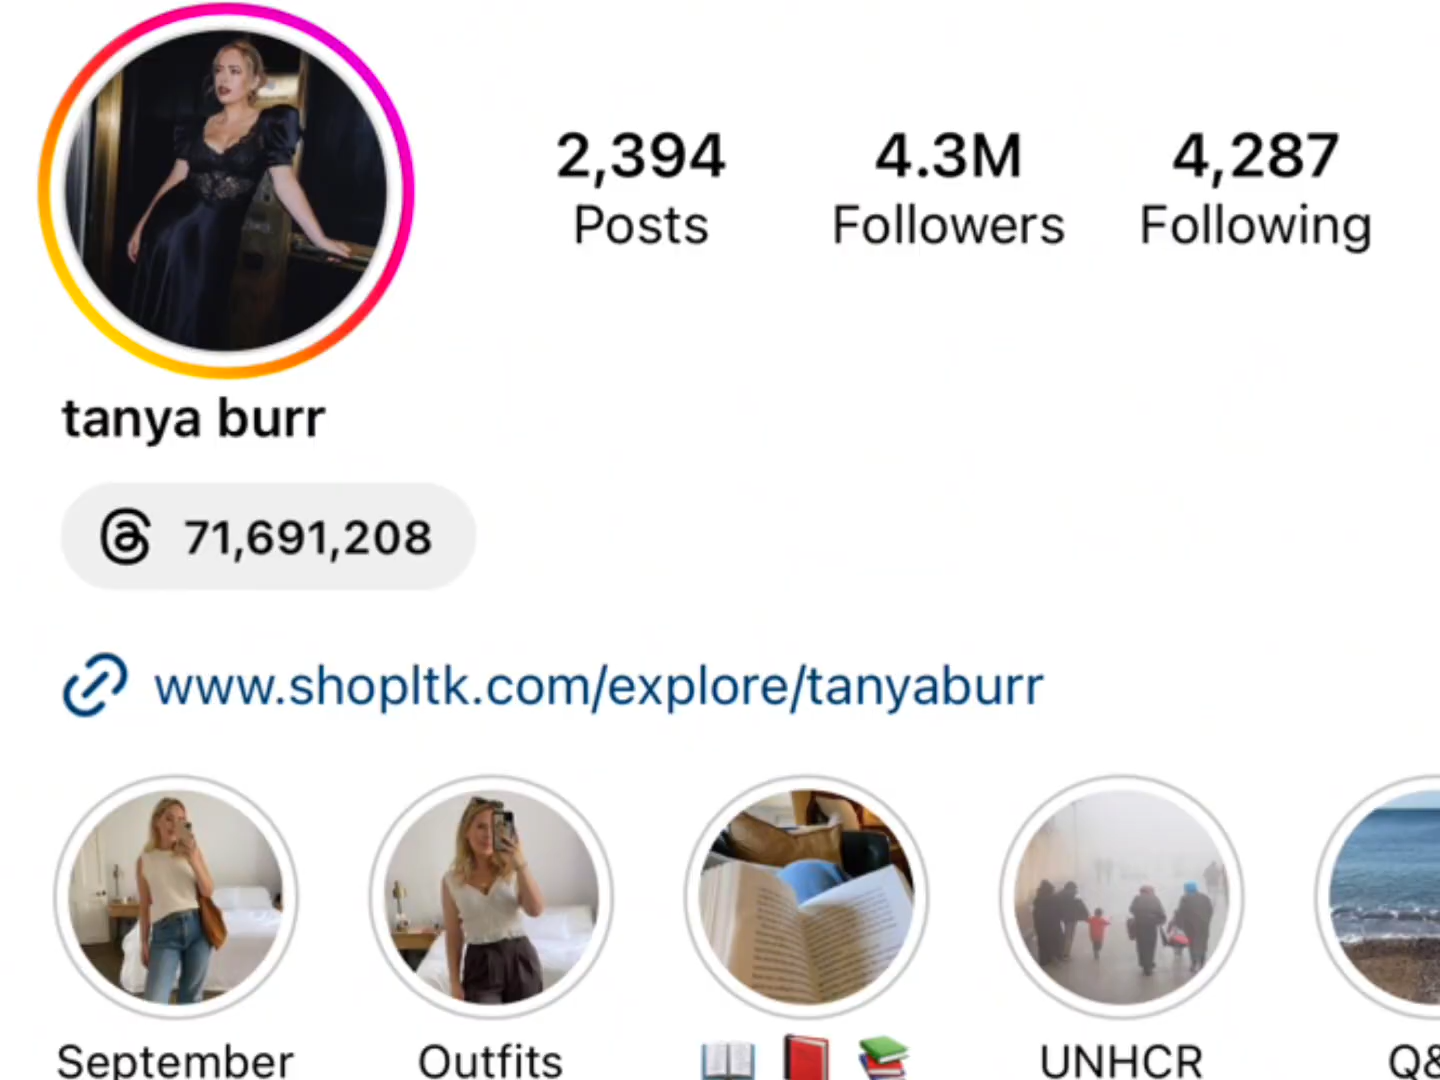 2,394 4.3M 4,287
Posts Followers Following
tanya burr
71,691,208
www.shopltk.com/explore/tanyaburr
September Outfits 📖 📕 📚 UNHCR Q&